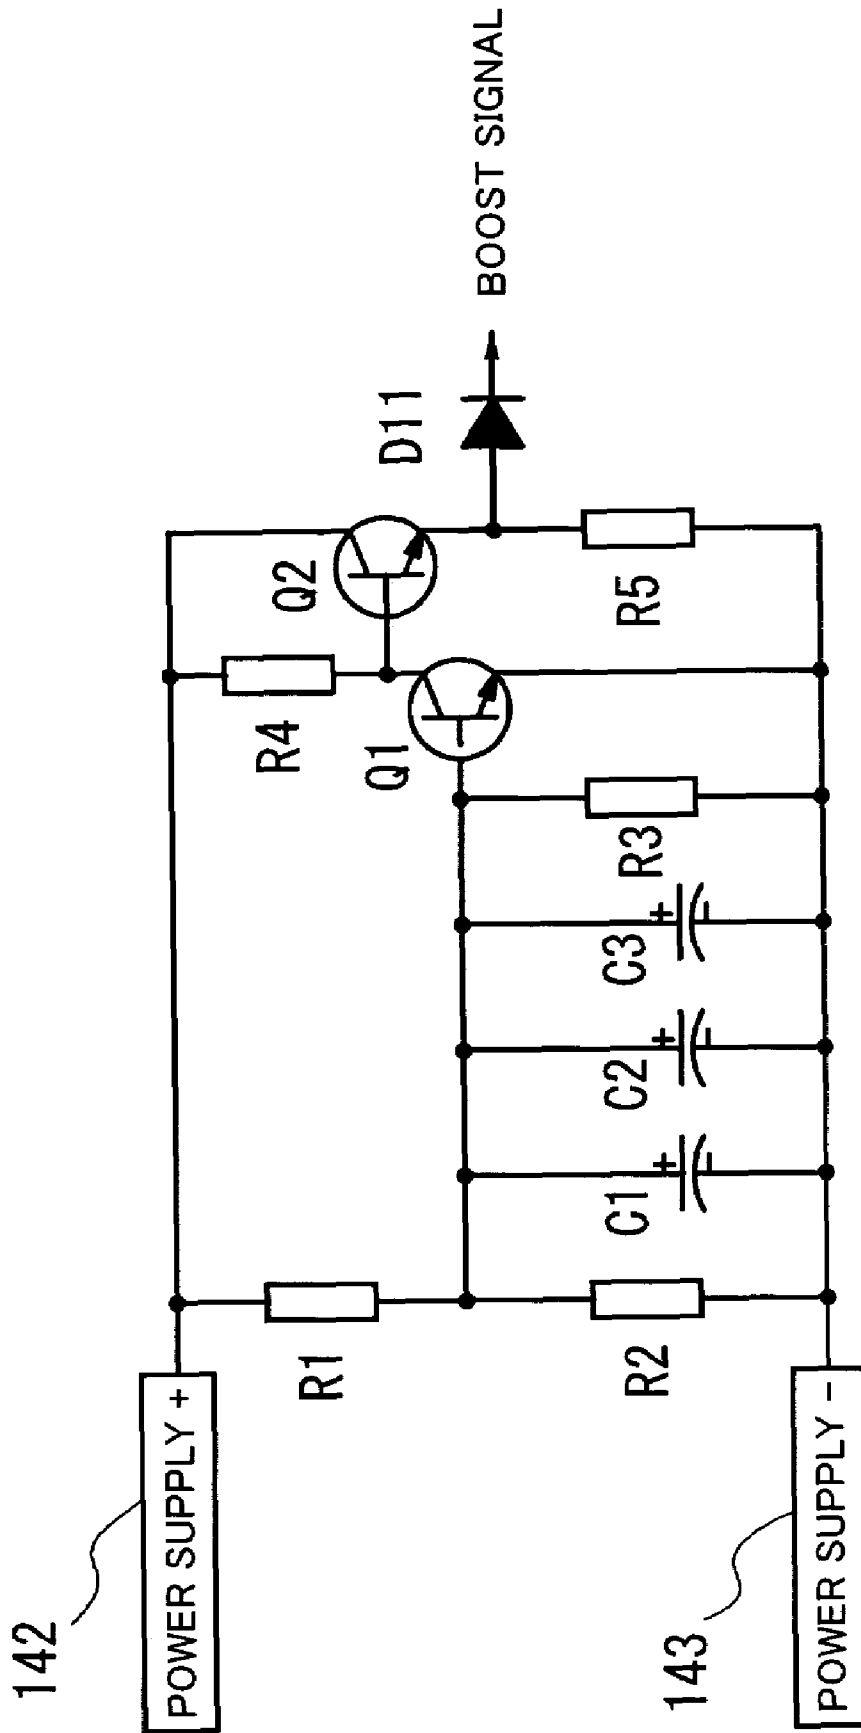 142
POWER SUPPLY +
R1
R4
Q2
Q1
D11
BOOST SIGNAL
C1
+
C2
+
C3
+
R2
R3
R5
143
POWER SUPPLY -